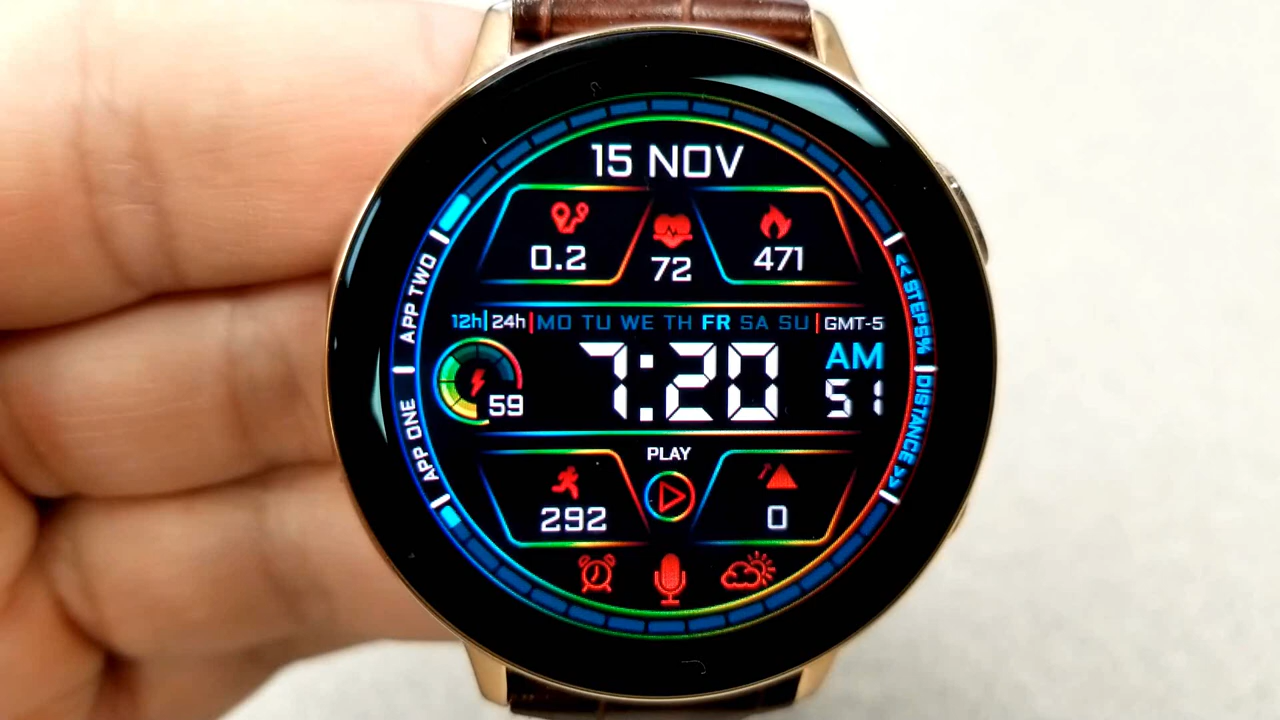 15 NOV
0.2
72
471
12h|24h|MO TU WE TH FR SA SU|GMT-5
7:20
AM
51
59
PLAY
292
0
APP TWO
APP ONE
<< STEPS%
DISTANCE >>